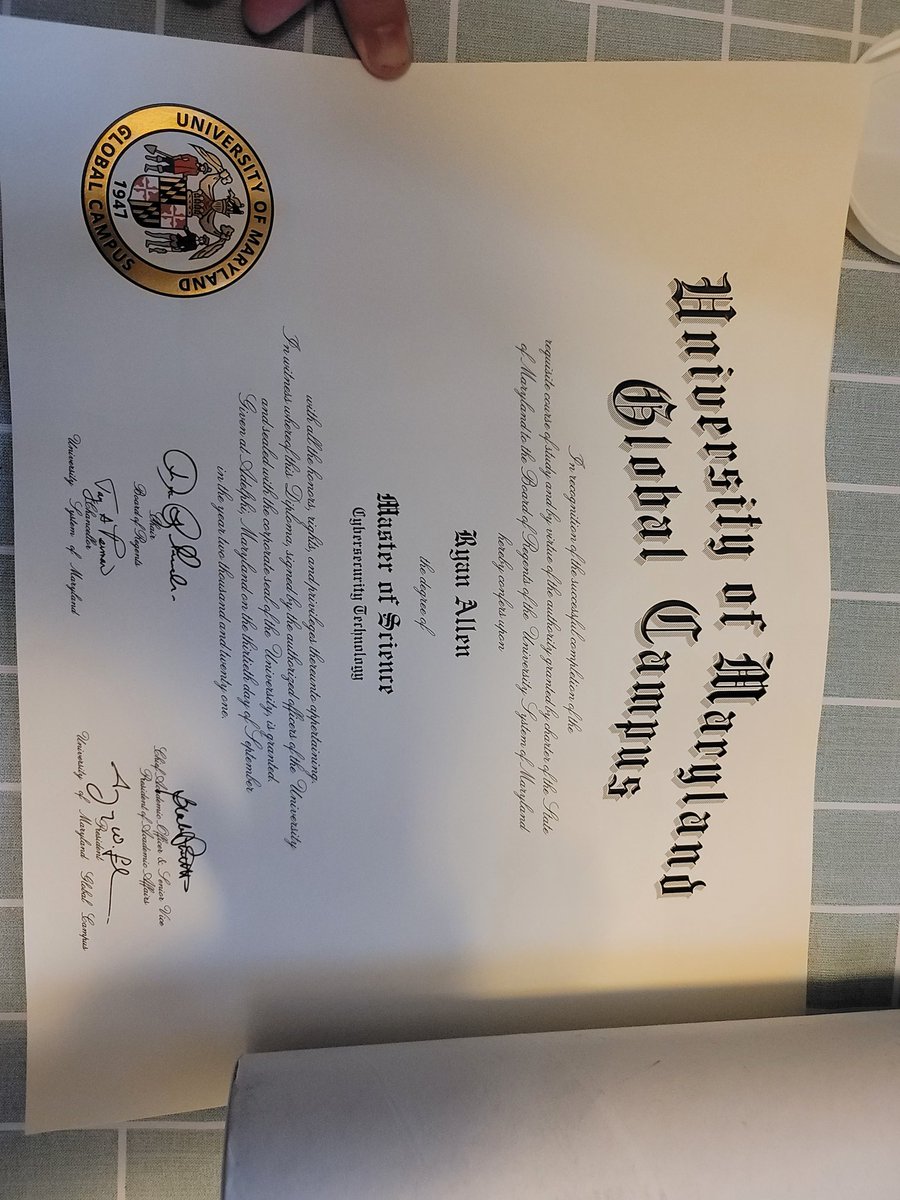 University of Maryland
Global Campus
In recognition of the successful completion of the
requisite course of study and by virtue of the authority granted by charter of the State
of Maryland to the Board of Regents of the University System of Maryland
hereby confers upon
Ryan Allen
the degree of
Master of Science
Cybersecurity Technology
with all the honors, rights, and privileges thereunto appertaining.
In witness whereof this Diploma, signed by the authorized officers of the University
and sealed with the corporate seal of the University, is granted.
Given at Adelphi, Maryland on the thirtieth day of September
in the year two thousand and twenty one.
Chair
Board of Regents
Chancellor
University System of Maryland
Chief Academic Officer & Senior Vice
President of Academic Affairs
President
University of Maryland Global Campus
UNIVERSITY OF MARYLAND
GLOBAL CAMPUS
1947